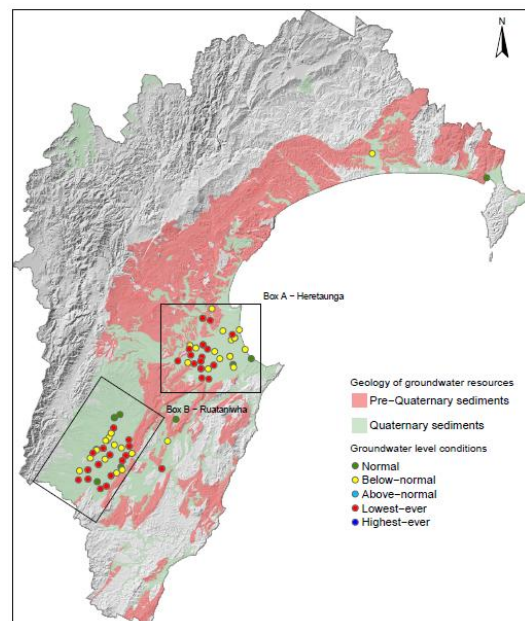 N
Box A - Heretaunga
Box B - Ruataniwha
Geology of groundwater resources
Pre-Quaternary sediments
Quaternary sediments
Groundwater level conditions
Normal
Below-normal
Above-normal
Lowest-ever
Highest-ever